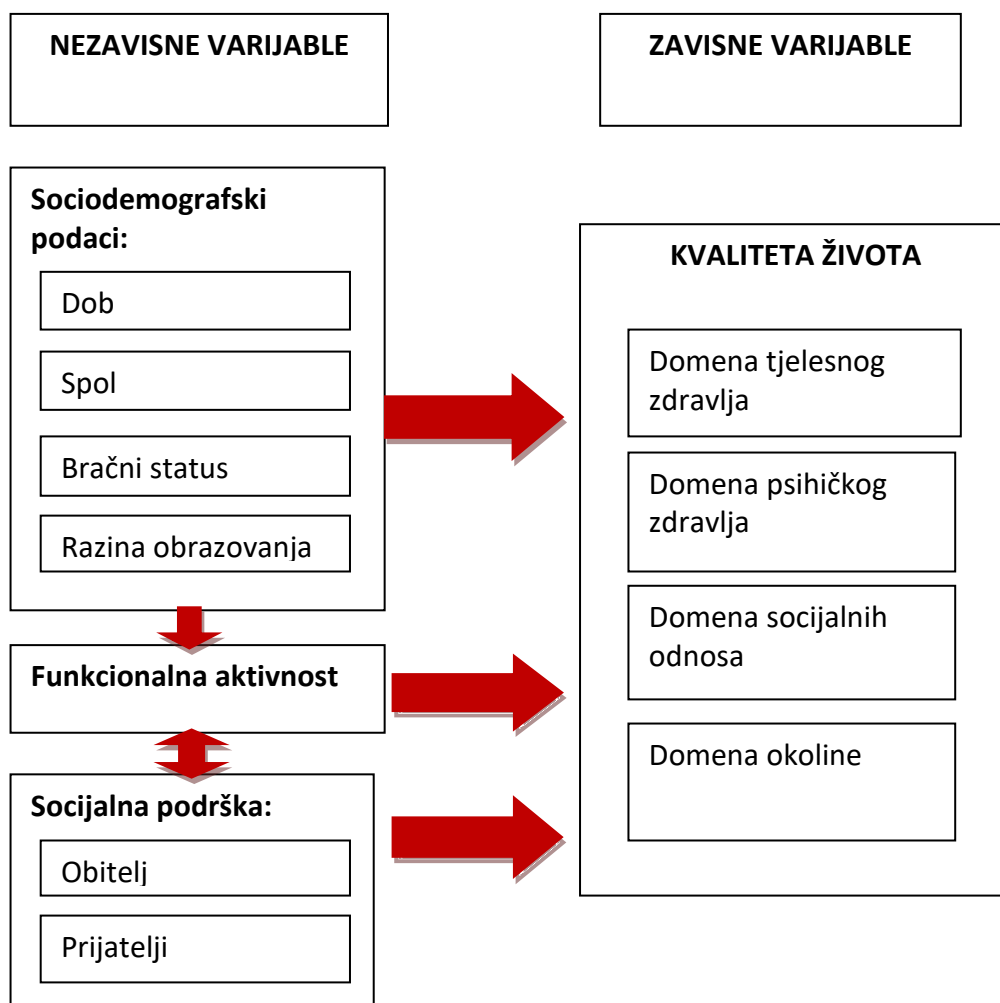 NEZAVISNE VARIJABLE
ZAVISNE VARIJABLE
Sociodemografski
podaci:
Dob
Spol
Bračni status
Razina obrazovanja
Funkcionalna aktivnost
Socijalna podrška:
Obitelj
Prijatelji
KVALITETA ŽIVOTA
Domena tjelesnog
zdravlja
Domena psihičkog
zdravlja
Domena socijalnih
odnosa
Domena okoline